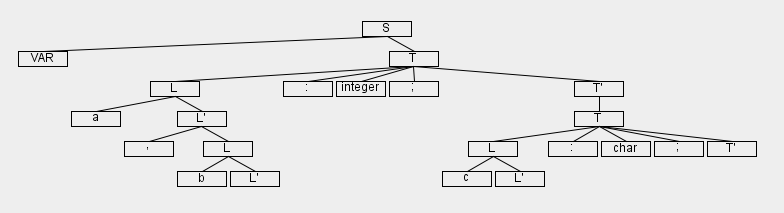 S
VAR T
L : integer ; T'
a L' T
, L L : char ; T'
b L' c L'